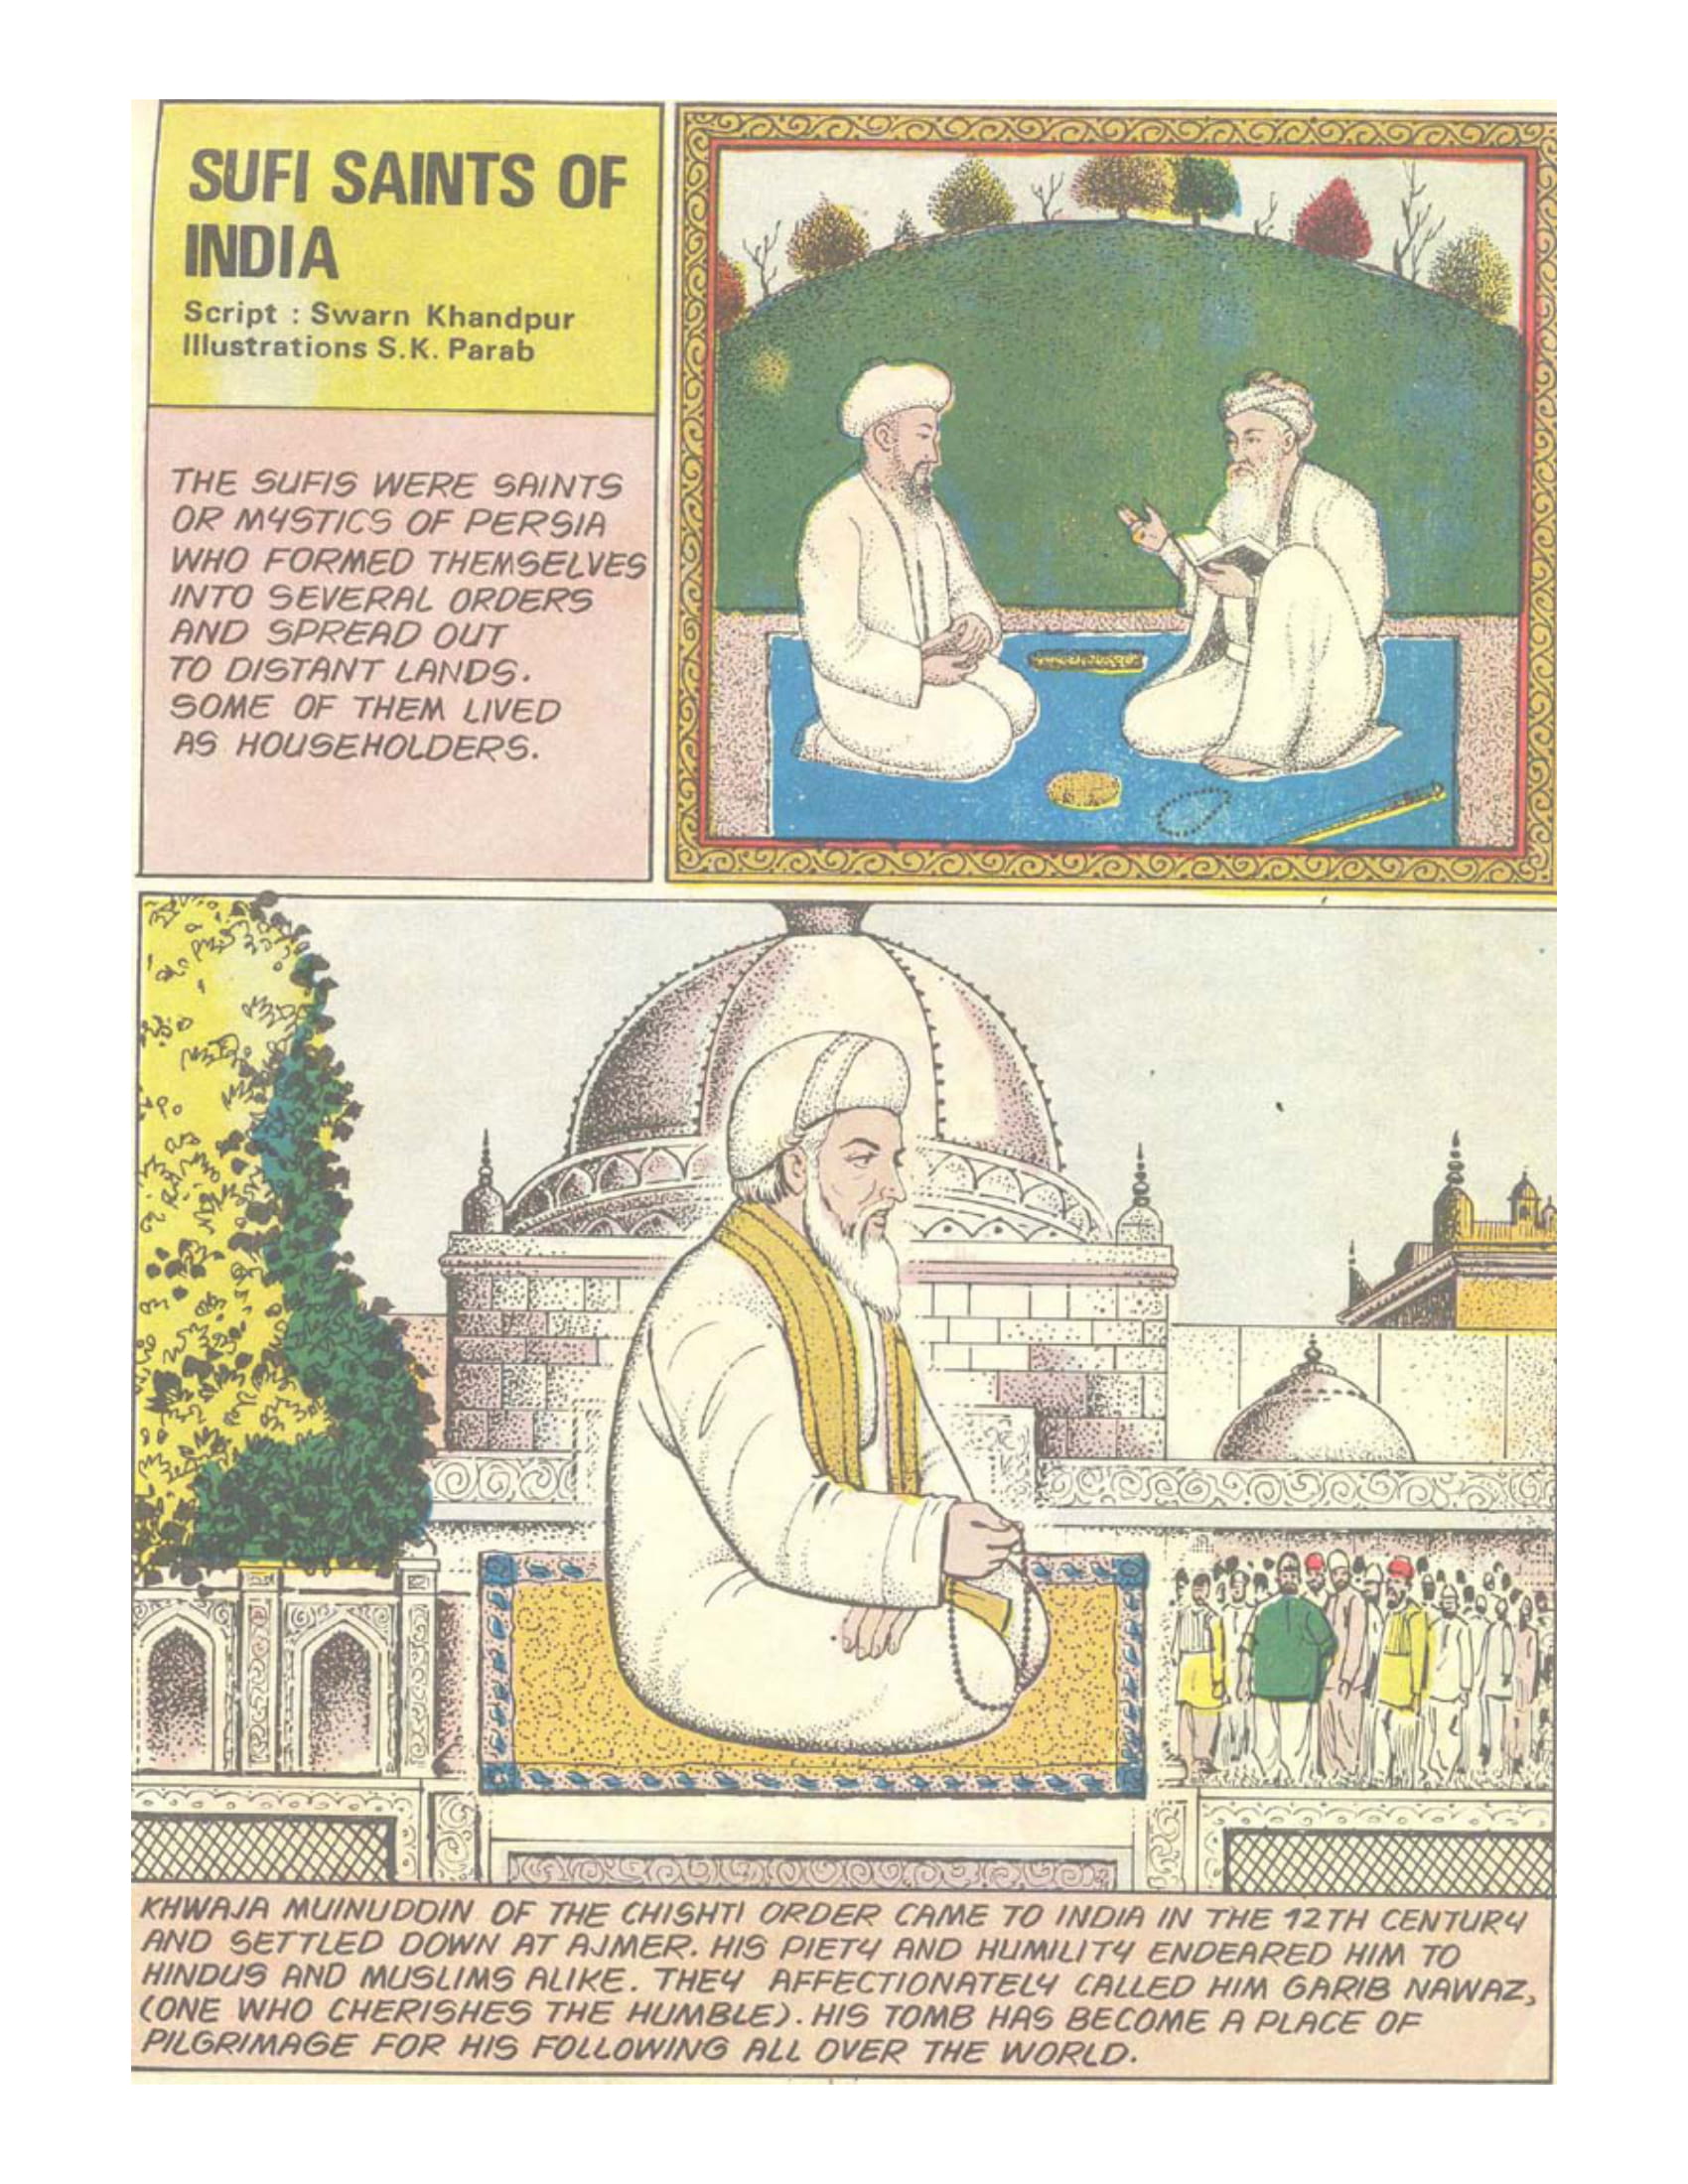 SUFI SAINTS OF
INDIA
Script : Swarn Khandpur
Illustrations S.K. Parab
THE SUFIS WERE SAINTS
OR MYSTICS OF PERSIA
WHO FORMED THEMSELVES
INTO SEVERAL ORDERS
AND SPREAD OUT
TO DISTANT LANDS.
SOME OF THEM LIVED
AS HOUSEHOLDERS.
KHWAJA MUINUDDIN OF THE CHISHTI ORDER CAME TO INDIA IN THE 12TH CENTURY
AND SETTLED DOWN AT AJMER. HIS PIETY AND HUMILITY ENDEARED HIM TO
HINDUS AND MUSLIMS ALIKE. THEY AFFECTIONATELY CALLED HIM GARIB NAWAZ,
(ONE WHO CHERISHES THE HUMBLE). HIS TOMB HAS BECOME A PLACE OF
PILGRIMAGE FOR HIS FOLLOWING ALL OVER THE WORLD.